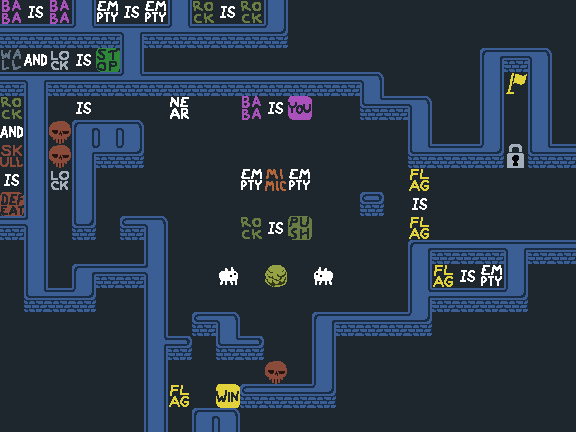 BABA IS BABA EMPTY IS EMPTY ROCK IS ROCK
WALL AND LOCK IS STOP
ROCK IS NEAR BABA IS YOU
AND
SKULL
IS LOCK EMPTY MIMIC EMPTY FLAG
DEFEAT IS
ROCK IS PUSH FLAG
FLAG IS EMPTY
FLAG WIN